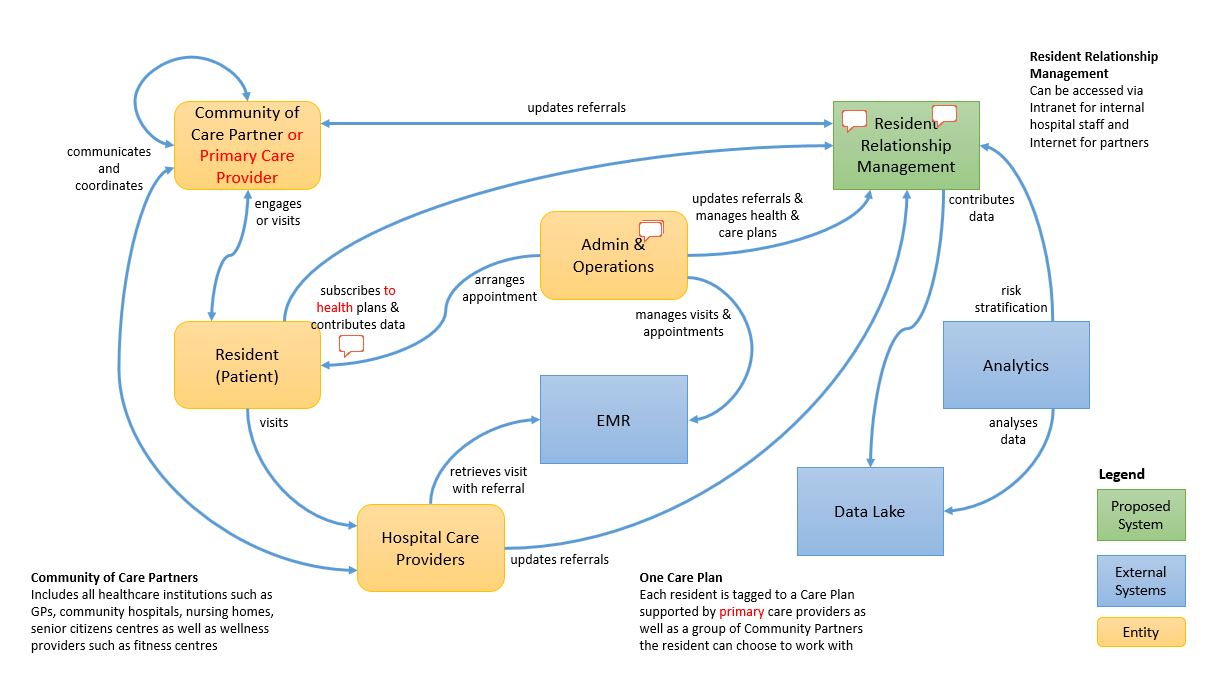 Resident Relationship
Management
Can be accessed via
Intranet for internal
hospital staff and
Internet for partners
Community of
Care Partner or
Primary Care
Provider
updates referrals
Resident
Relationship
Management
communicates
and
coordinates
engages
or visits
updates referrals &
manages health &
care plans
contributes
data
Admin &
Operations
subscribes to
health plans &
contributes data
arranges
appointment
manages visits &
appointments
risk
stratification
Resident
(Patient)
Analytics
visits
EMR
analyses
data
retrieves visit
with referral
Data Lake
Hospital Care
Providers
updates referrals
Legend
Proposed
System
External
Systems
Entity
Community of Care Partners
Includes all healthcare institutions such as
GPs, community hospitals, nursing homes,
senior citizens centres as well as wellness
providers such as fitness centres
One Care Plan
Each resident is tagged to a Care Plan
supported by primary care providers as
well as a group of Community Partners
the resident can choose to work with